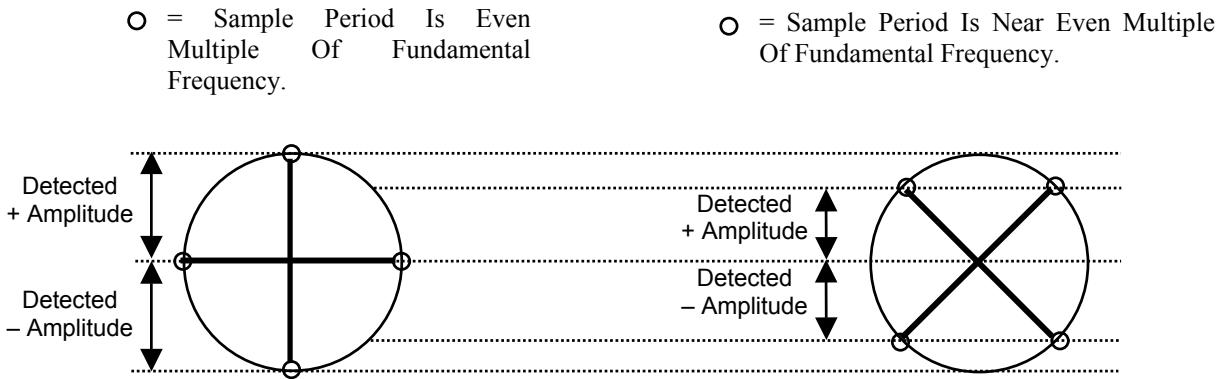 = Sample Period Is Even
Multiple Of Fundamental
Frequency.
= Sample Period Is Near Even Multiple
Of Fundamental Frequency.
Detected
+ Amplitude
Detected
– Amplitude
Detected
+ Amplitude
Detected
– Amplitude